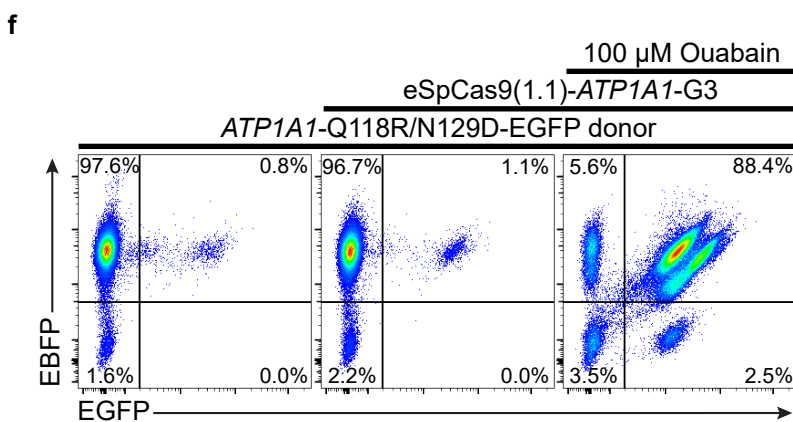 f
100 µM Ouabain
eSpCas9(1.1)-ATP1A1-G3
ATP1A1-Q118R/N129D-EGFP donor
97.6% 0.8% 96.7% 1.1% 5.6% 88.4%
EBFP
1.6% 0.0% 2.2% 0.0% 3.5% 2.5%
EGFP